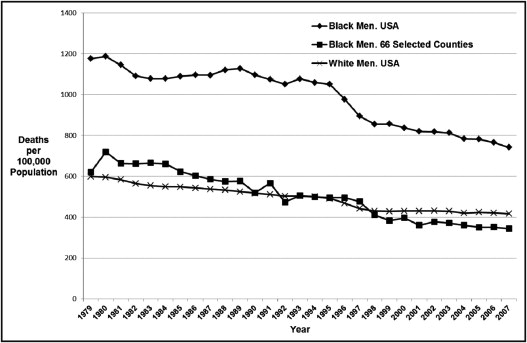 1400
1200
1000
800
600
400
200
0
Deaths
per
100,000
Population
Black Men. USA
Black Men. 66 Selected Counties
White Men. USA
1979 1980 1981 1982 1983 1984 1985 1986 1987 1988 1989 1990 1991 1992 1993 1994 1995 1996 1997 1998 1999 2000 2001 2002 2003 2004 2005 2006 2007
Year